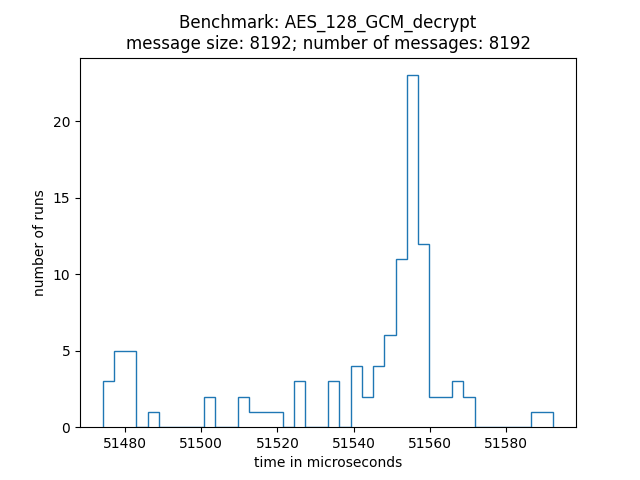 Benchmark: AES_128_GCM_decrypt
message size: 8192; number of messages: 8192
number of runs
20
15
10
5
0
51480 51500 51520 51540 51560 51580
time in microseconds